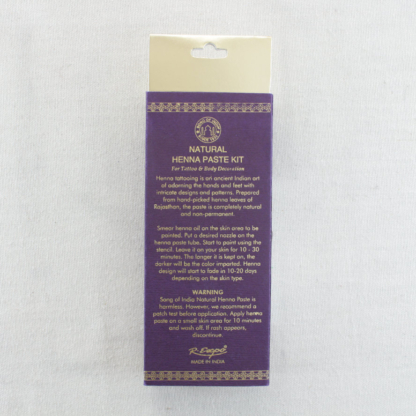 NATURAL
HENNA PASTE KIT
For Tattoo & Body Decoration
Henna tattooing is an ancient Indian art
of adorning the hands and feet with
intricate designs and patterns. Prepared
from hand-picked henna leaves of
Rajasthan, the paste is completely natural
and non-permanent.
Smear henna oil on the skin area to be
painted. Put a desired nozzle on the
henna paste tube. Start to paint using the
stencil. Leave it on your skin for 10 - 30
minutes. The longer it is kept on, the
darker will be the color imparted. Henna
design will start to fade in 10-20 days
depending on the skin type.
WARNING
Song of India Natural Henna Paste is
harmless. However, we recommend a
patch test before application. Apply henna
paste on a small skin area for 10 minutes
and wash off. If rash appears,
discontinue.
R-Expo
MADE IN INDIA